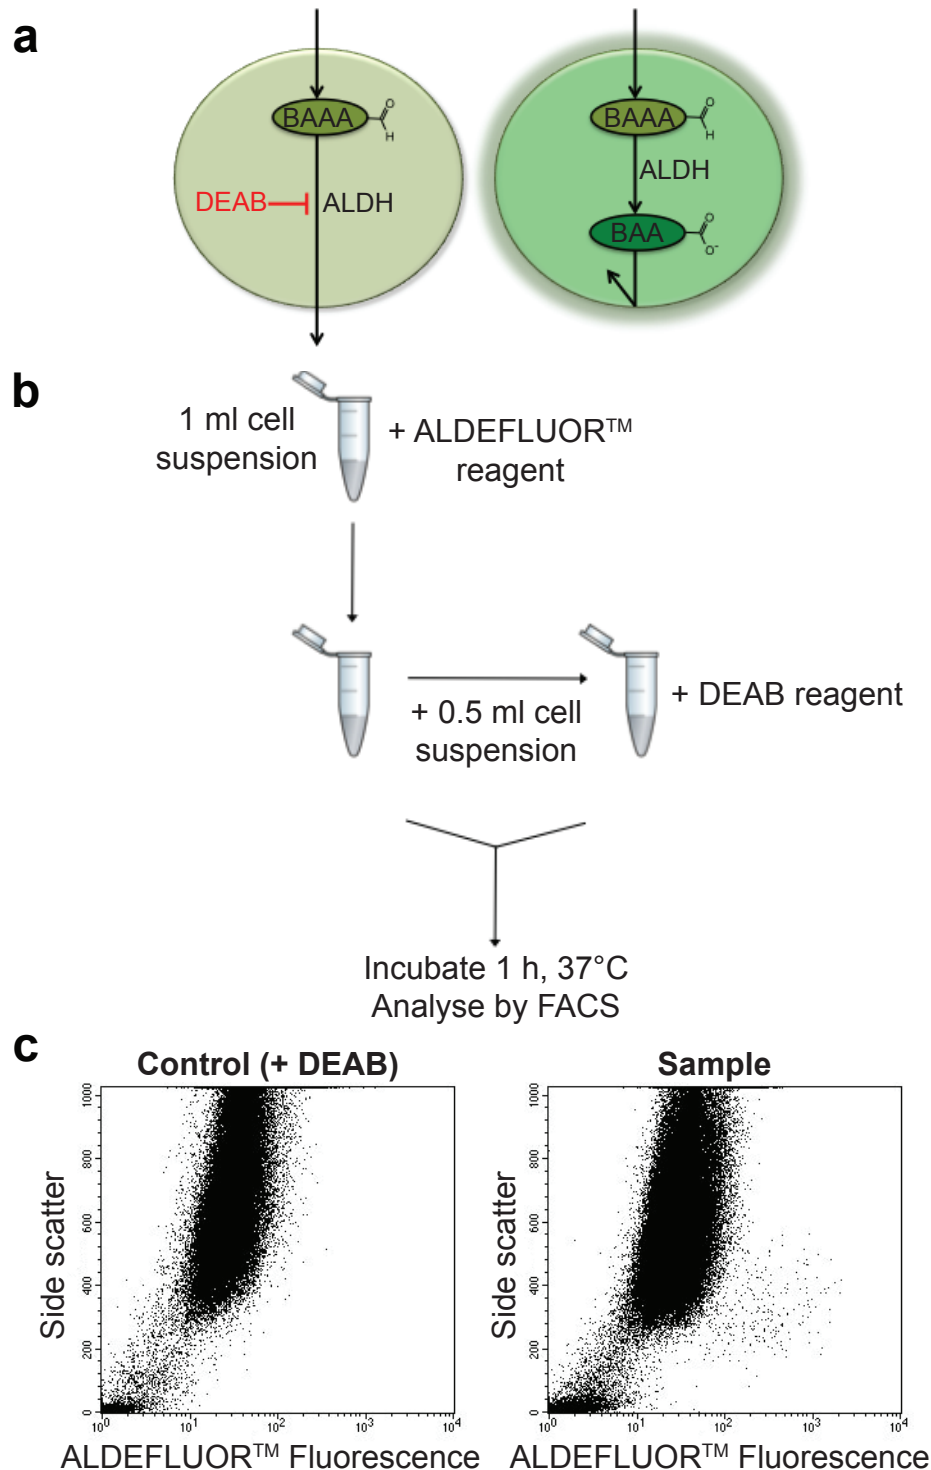 a
BAAA
O
H
DEAB
ALDH
BAAA
O
H
ALDH
BAA
O
O-
b
1 ml cell
suspension
+ ALDEFLUOR™
reagent
+ 0.5 ml cell
suspension
+ DEAB reagent
Incubate 1 h, 37°C
Analyse by FACS
c
Control (+ DEAB)
Side scatter
1000
800
600
400
200
0
10⁰
10¹
10²
10³
10⁴
ALDEFLUOR™ Fluorescence
Sample
Side scatter
1000
800
600
400
200
0
10⁰
10¹
10²
10³
10⁴
ALDEFLUOR™ Fluorescence